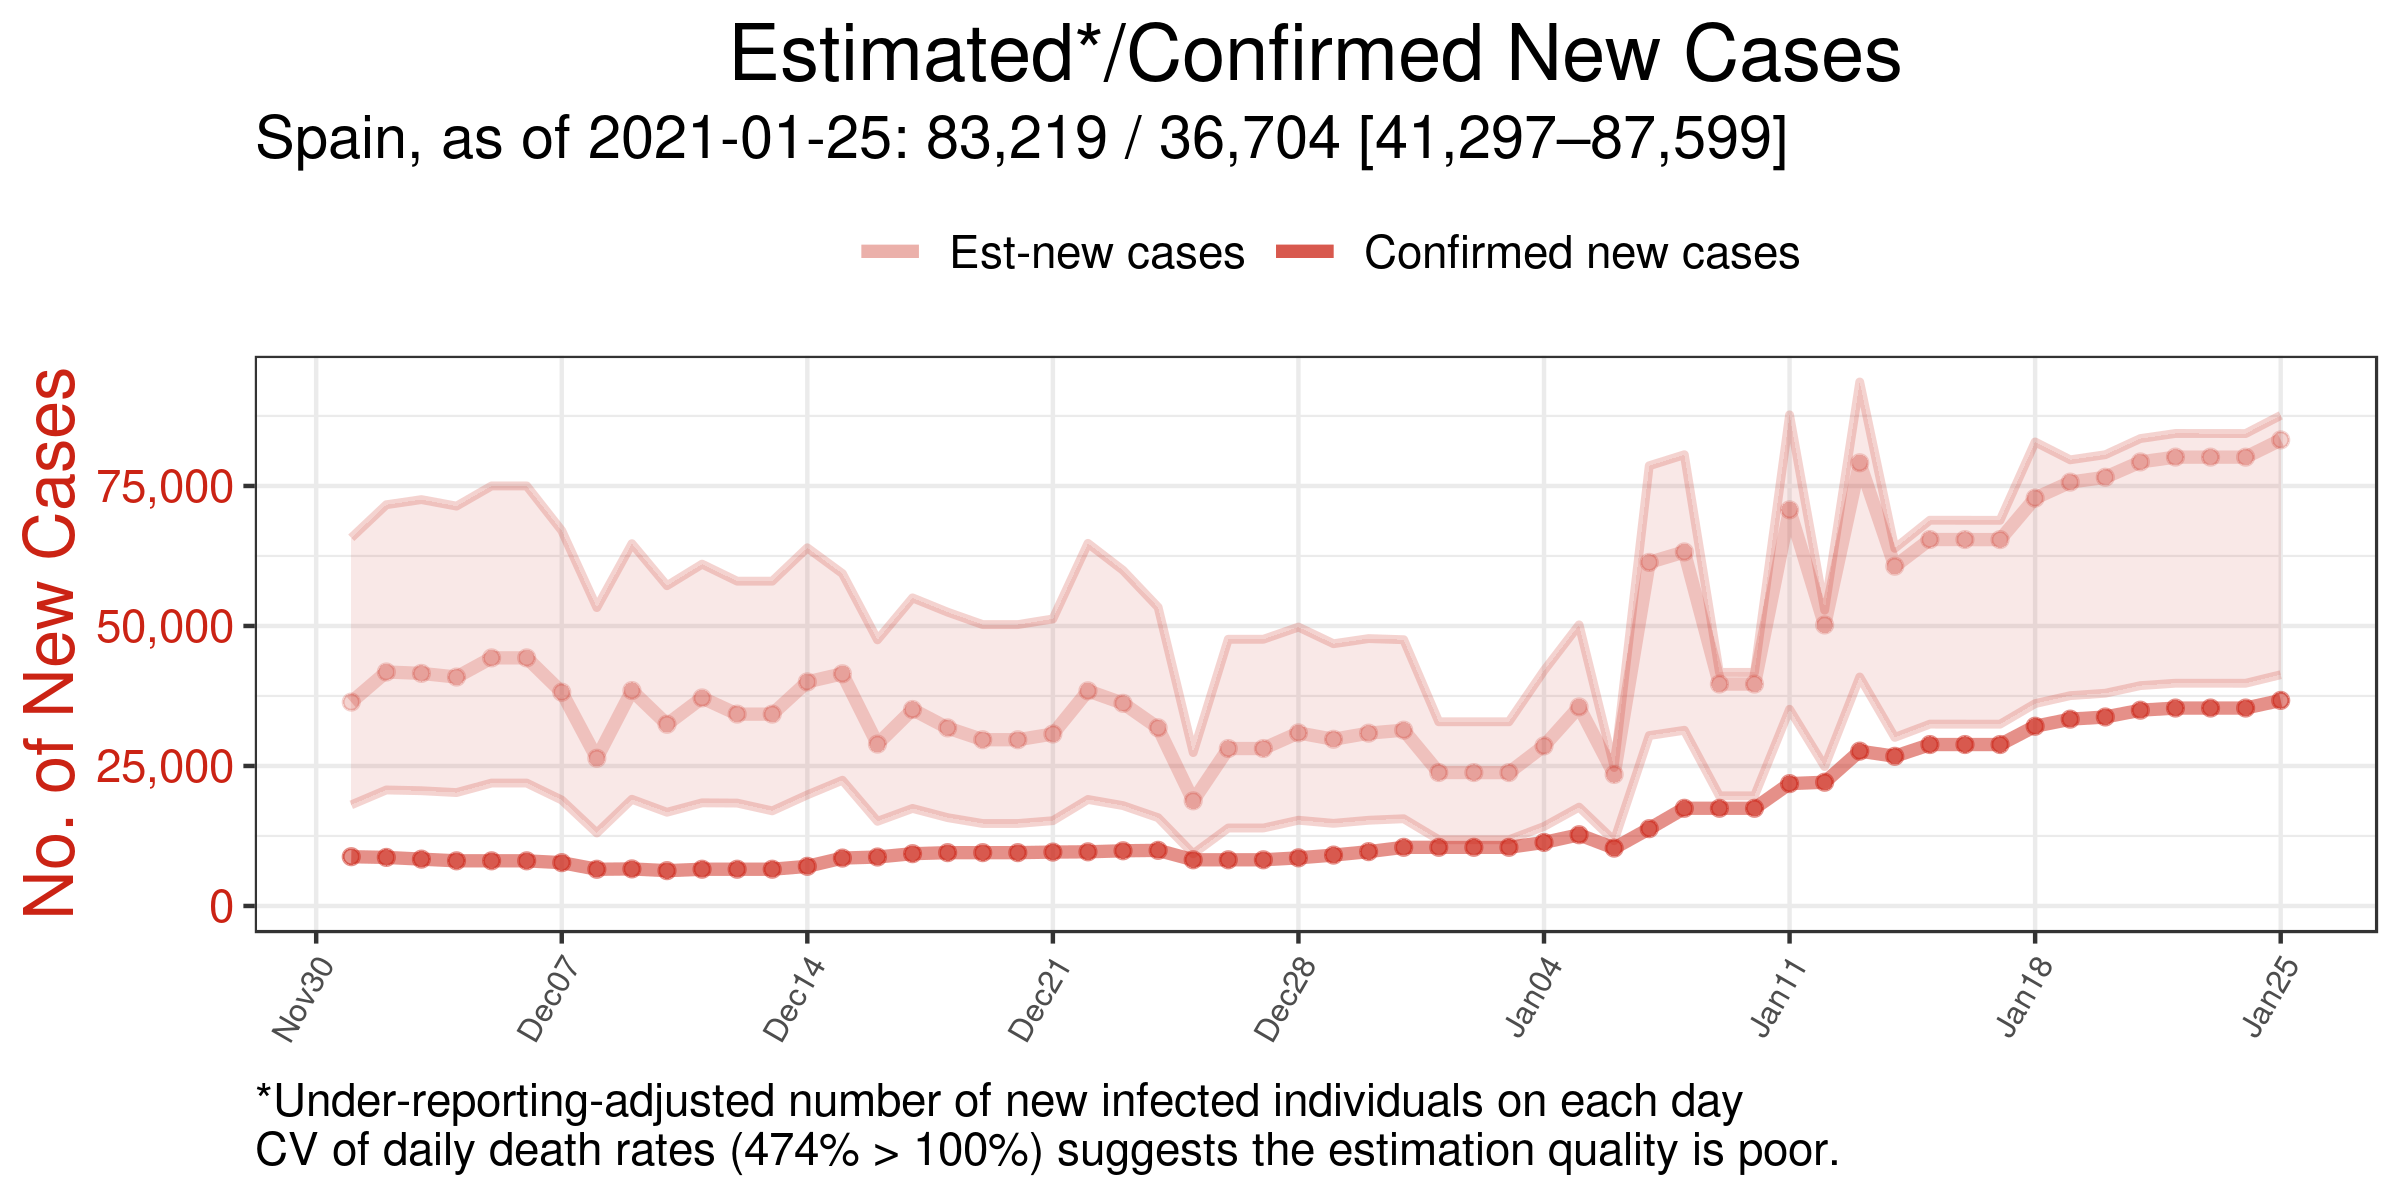 Estimated*/Confirmed New Cases
Spain, as of 2021-01-25: 83,219 / 36,704 [41,297–87,599]
Est-new cases
Confirmed new cases
No. of New Cases
75,000
50,000
25,000
0
Nov30
Dec07
Dec14
Dec21
Dec28
Jan04
Jan11
Jan18
Jan25
*Under-reporting-adjusted number of new infected individuals on each day
CV of daily death rates (474% > 100%) suggests the estimation quality is poor.